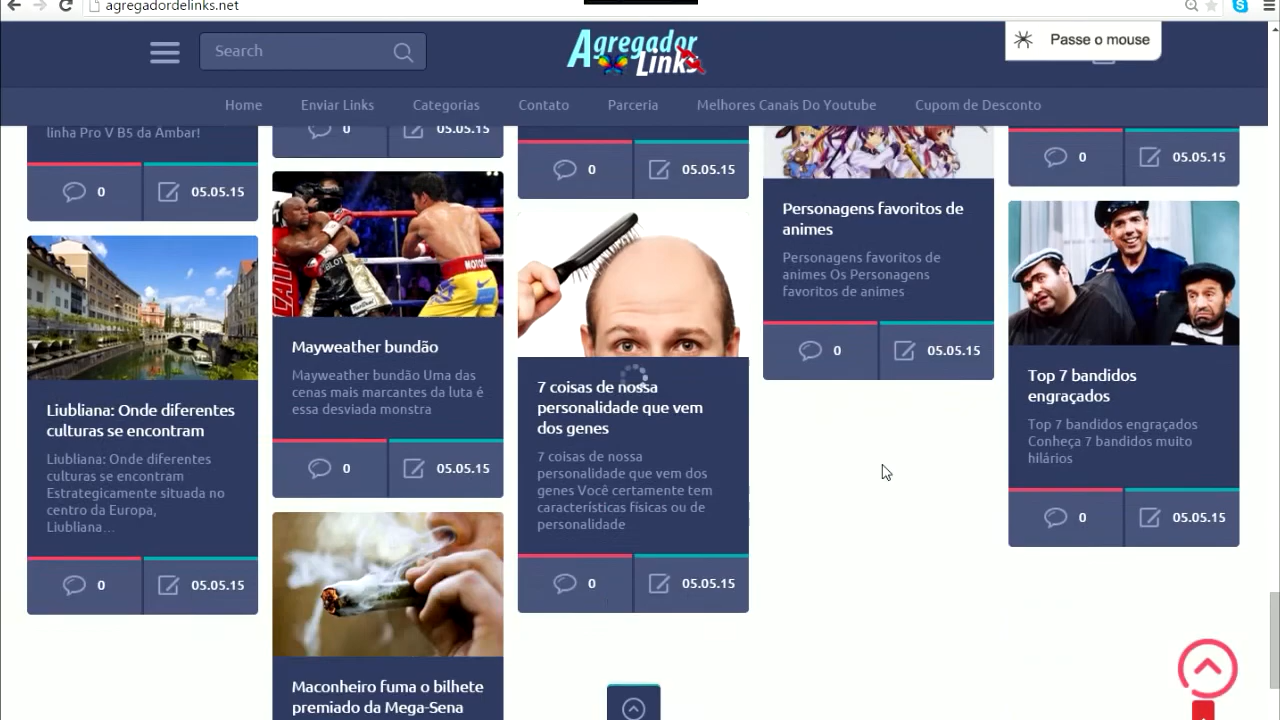 agregadordelinks.net
Search
Agregador
Links
Passe o mouse
Home Enviar Links Categorias Contato Parceria Melhores Canais Do Youtube Cupom de Desconto
linha Pro V B5 da Ambar!
0 05.05.15
Liubliana: Onde diferentes
culturas se encontram
Liubliana: Onde diferentes
culturas se encontram
Estrategicamente situada no
centro da Europa,
Liubliana...
0 05.05.15
0 05.05.15
Mayweather bundão
Mayweather bundão Uma das
cenas mais marcantes da luta é
essa desviada monstra
0 05.05.15
Maconheiro fuma o bilhete
premiado da Mega-Sena
0 05.05.15
7 coisas de nossa
personalidade que vem
dos genes
7 coisas de nossa
personalidade que vem dos
genes Você certamente tem
características físicas ou de
personalidade
0 05.05.15
Personagens favoritos de
animes
Personagens favoritos de
animes Os Personagens
favoritos de animes
0 05.05.15
0 05.05.15
Top 7 bandidos
engraçados
Top 7 bandidos engraçados
Conheça 7 bandidos muito
hilários
0 05.05.15